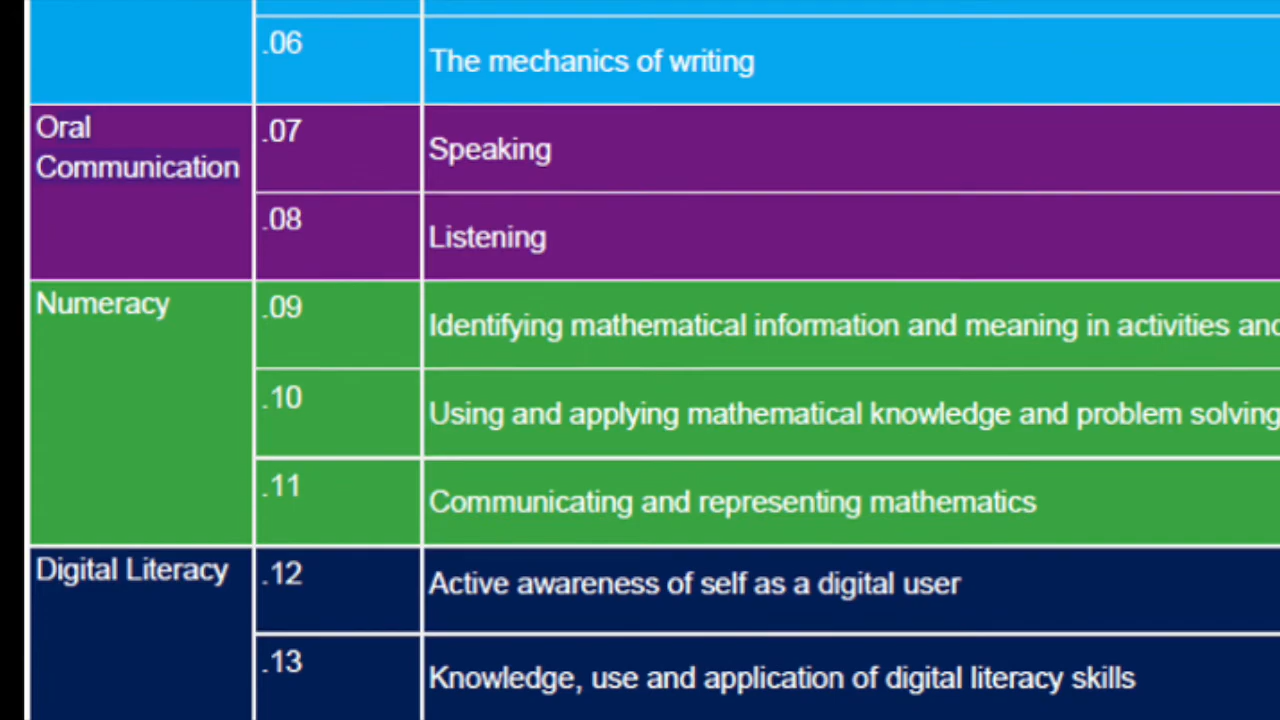 .06
The mechanics of writing
Oral
Communication
.07
Speaking
.08
Listening
Numeracy
.09
Identifying mathematical information and meaning in activities
.10
Using and applying mathematical knowledge and problem solving
.11
Communicating and representing mathematics
Digital Literacy
.12
Active awareness of self as a digital user
.13
Knowledge, use and application of digital literacy skills